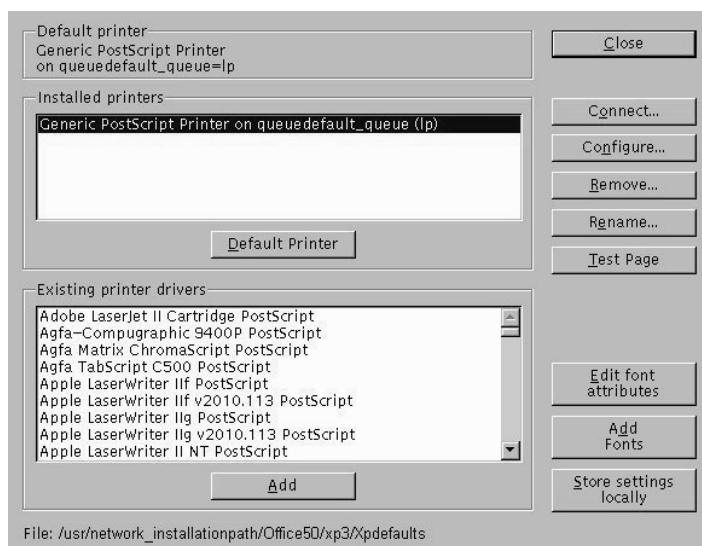 Default printer
Generic PostScript Printer
on queuedefault_queue=lp
Close
Installed printers
Generic PostScript Printer on queuedefault_queue (lp)
Connect...
Configure...
Remove...
Rename...
Default Printer
Test Page
Existing printer drivers
Adobe LaserJet II Cartridge PostScript
Agfa-Compugraphic 9400P PostScript
Agfa Matrix ChromaScript PostScript
Agfa TabScript C500 PostScript
Apple LaserWriter IIf PostScript
Apple LaserWriter IIf v2010.113 PostScript
Apple LaserWriter IIg PostScript
Apple LaserWriter IIg v2010.113 PostScript
Apple LaserWriter II NT PostScript
Edit font
attributes
Add
Fonts
Add
Store settings
locally
File: /usr/network_installationpath/Office50/xp3/Xpdefaults